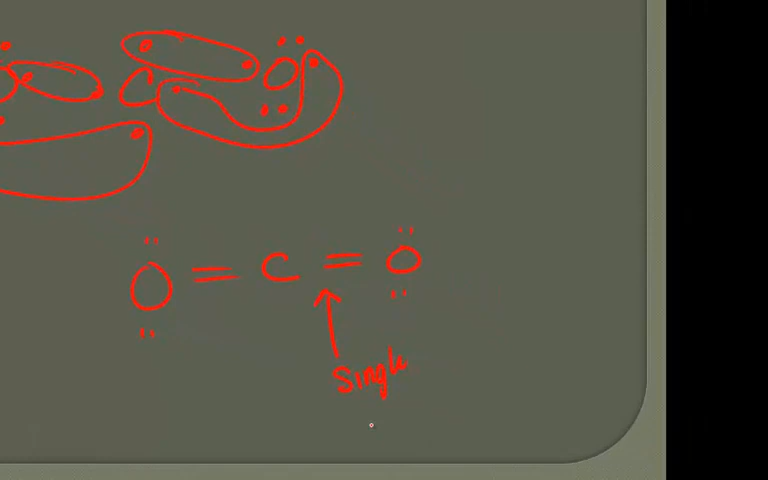 O = C = O
Single